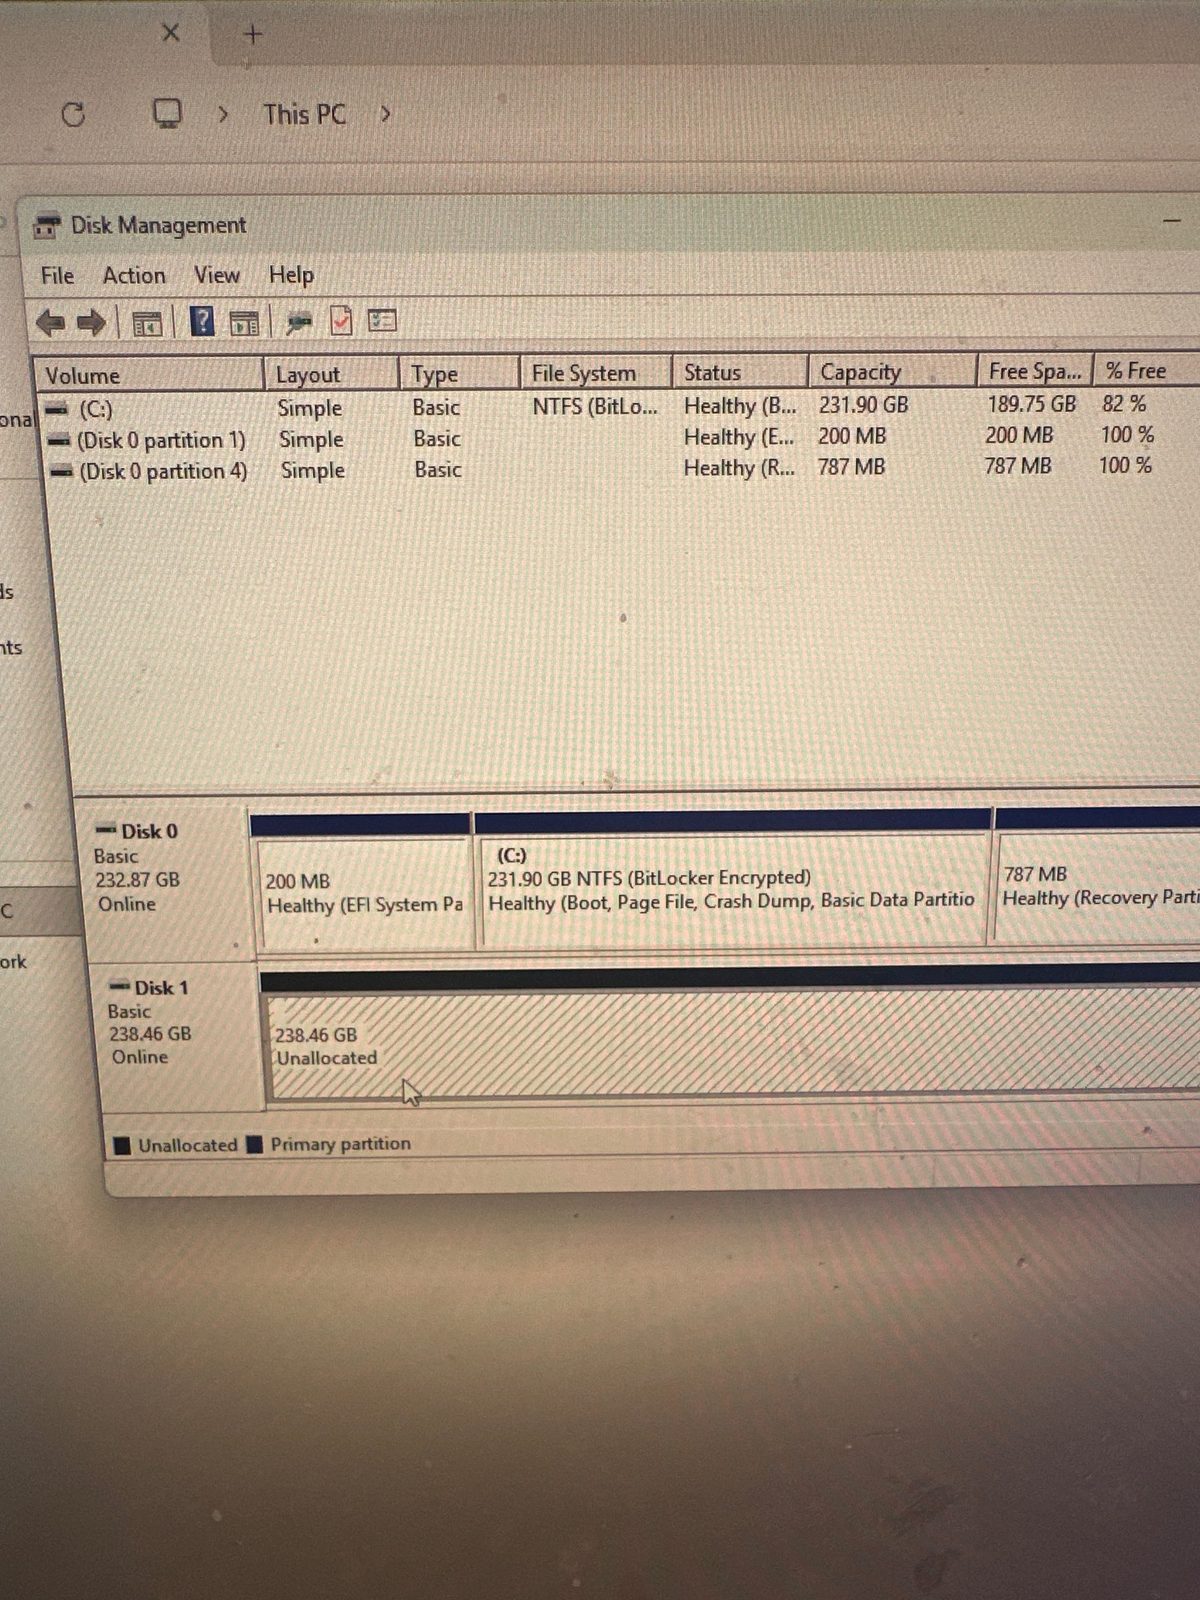 This PC
Disk Management
File Action View Help
Volume Layout Type File System Status Capacity Free Spa... % Free
(C:) Simple Basic NTFS (BitLo... Healthy (B... 231.90 GB 189.75 GB 82 %
(Disk 0 partition 1) Simple Basic Healthy (E... 200 MB 200 MB 100 %
(Disk 0 partition 4) Simple Basic Healthy (R... 787 MB 787 MB 100 %
ona
ds
nts
C
ork
Disk 0
Basic
232.87 GB
Online
200 MB
Healthy (EFI System Pa
(C:)
231.90 GB NTFS (BitLocker Encrypted)
Healthy (Boot, Page File, Crash Dump, Basic Data Partitio
787 MB
Healthy (Recovery Parti
Disk 1
Basic
238.46 GB
Online
238.46 GB
Unallocated
Unallocated Primary partition